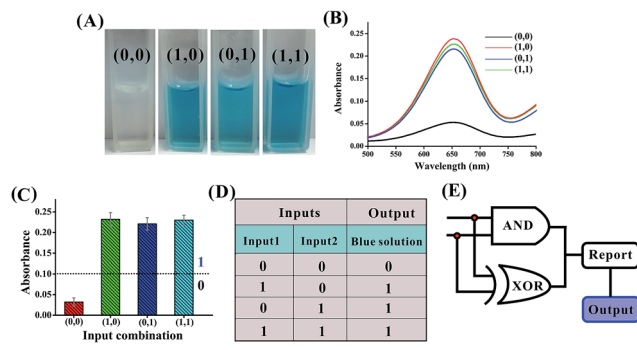 (A)
(0,0) (1,0) (0,1) (1,1)
(B)
Absorbance
0.25
0.20
0.15
0.10
0.05
0.00
500 550 600 650 700 750 800
Wavelength (nm)
(0,0)
(1,0)
(0,1)
(1,1)
(C)
Absorbance
0.25
0.20
0.15
0.10
0.05
0.00
1
0
(0,0) (1,0) (0,1) (1,1)
Input combination
(D)
Inputs Output
Input1 Input2 Blue solution
0 0 0
1 0 1
0 1 1
1 1 1
(E)
AND
XOR
Report
Output